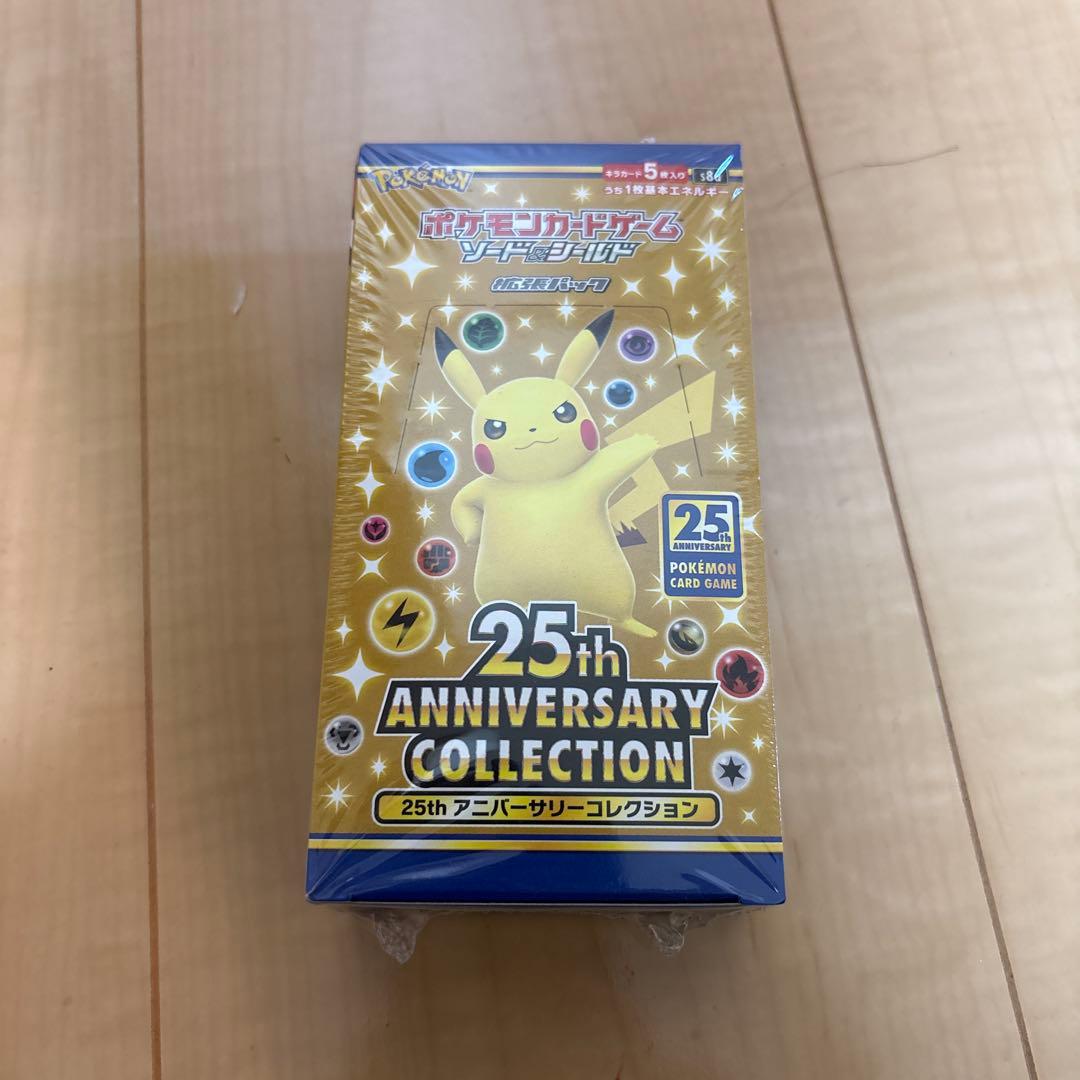 POKÉMON
キラカード5枚入り
s8a
うち1枚基本エネルギー
ポケモンカードゲーム
ソード&シールド
拡張パック
25th
ANNIVERSARY
POKÉMON
CARD GAME
25th
ANNIVERSARY
COLLECTION
25th アニバーサリーコレクション